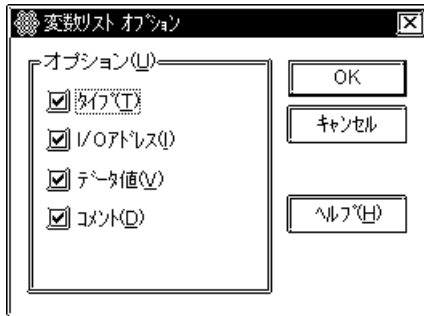 変数リスト オプション
オプション(U)
タイプ(T)
I/Oアドレス(I)
データ値(V)
コメント(D)
OK
キャンセル
ヘルプ(H)